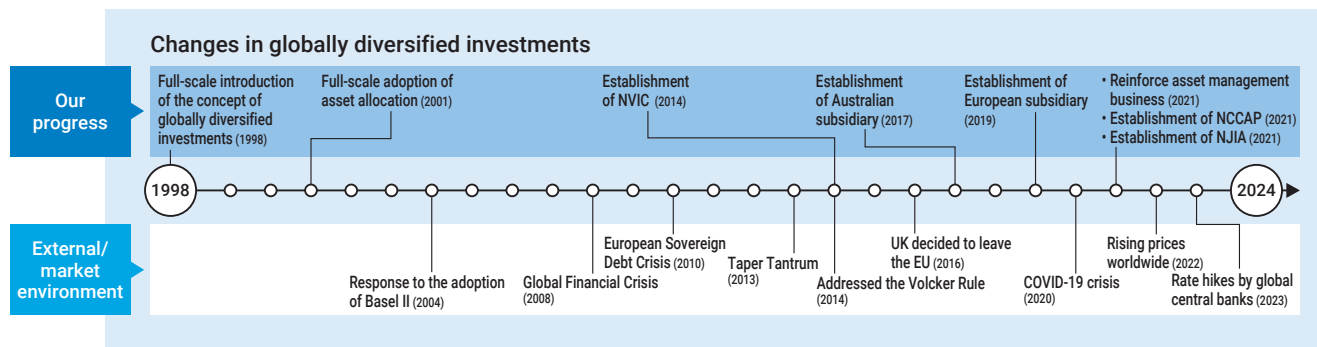 Changes in globally diversified investments
Our
progress
Full-scale introduction
of the concept of
globally diversified
investments (1998)
Full-scale adoption of
asset allocation (2001)
Establishment
of NVIC (2014)
Establishment
of Australian
subsidiary (2017)
Establishment of
European subsidiary
(2019)
• Reinforce asset management
business (2021)
• Establishment of NCCAP (2021)
• Establishment of NJIA (2021)
1998
2024
External/
market
environment
Response to the adoption
of Basel II (2004)
Global Financial Crisis
(2008)
European Sovereign
Debt Crisis (2010)
Taper Tantrum
(2013)
Addressed the Volcker Rule
(2014)
UK decided to leave
the EU (2016)
COVID-19 crisis
(2020)
Rising prices
worldwide (2022)
Rate hikes by global
central banks (2023)